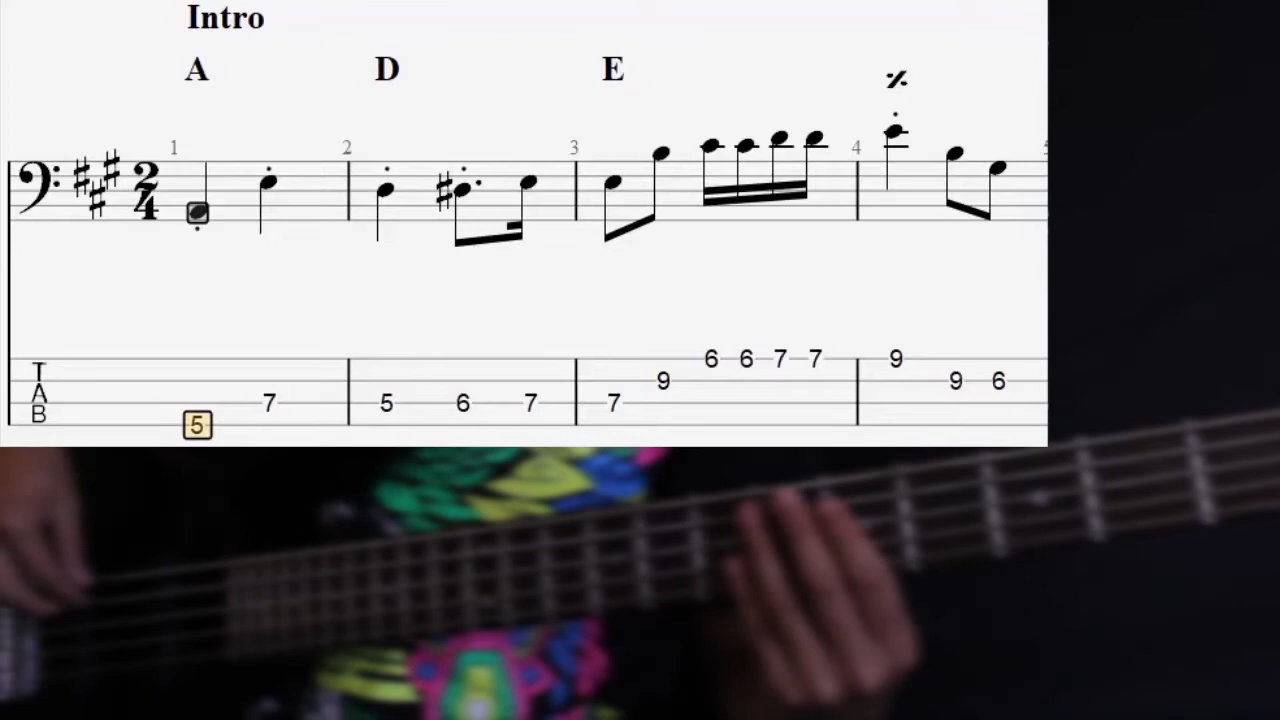 Intro
A D E
1 2 3 4
2
4
T
A
B
6 6 7 7 9
9 9 6
7 5 6 7 7
5